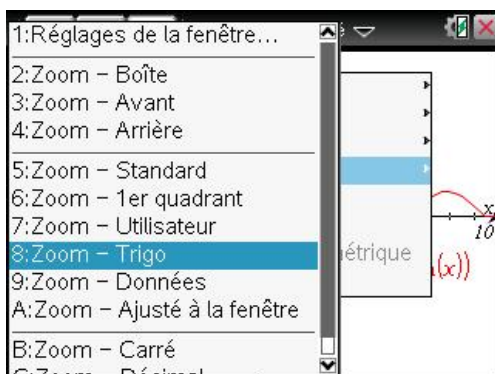 1:Réglages de la fenêtre...
2:Zoom – Boîte
3:Zoom – Avant
4:Zoom – Arrière
5:Zoom – Standard
6:Zoom – 1er quadrant
7:Zoom – Utilisateur
8:Zoom – Trigo
9:Zoom – Données
A:Zoom – Ajusté à la fenêtre
B:Zoom – Carré
C:Zoom – Décimal
x
10
étrique
(x))